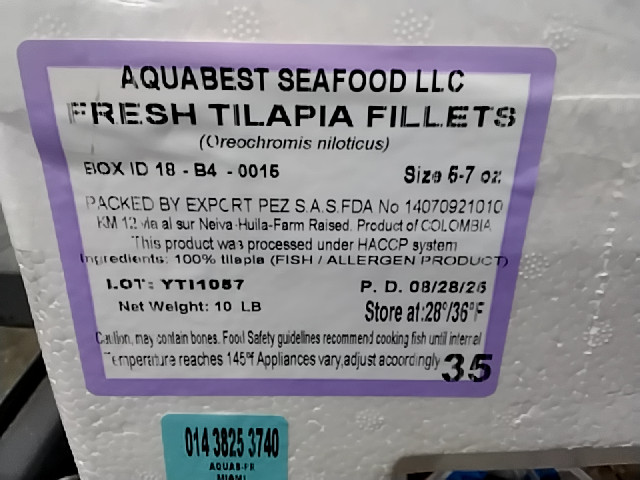 AQUABEST SEAFOOD LLC
FRESH TILAPIA FILLETS
(Oreochromis niloticus)
BOX ID 18 - B4 - 0015
Size 5-7 oz
PACKED BY EXPORT PEZ S.A.S.FDA No 14070921010
KM 12 via al sur Neiva-Huila-Farm Raised. Product of COLOMBIA
This product was processed under HACCP system
Ingredients: 100% tilapia (FISH / ALLERGEN PRODUCT)
LOT: YTI1087
P. D. 08/28/25
Net Weight: 10 LB
Store at:28°/36°F
Caution, may contain bones. Food Safety guidelines recommend cooking fish until internal
Temperature reaches 145°f Appliances vary,adjust accordingly
35
014 3825 3740
AQUAB-FR
MIAMI